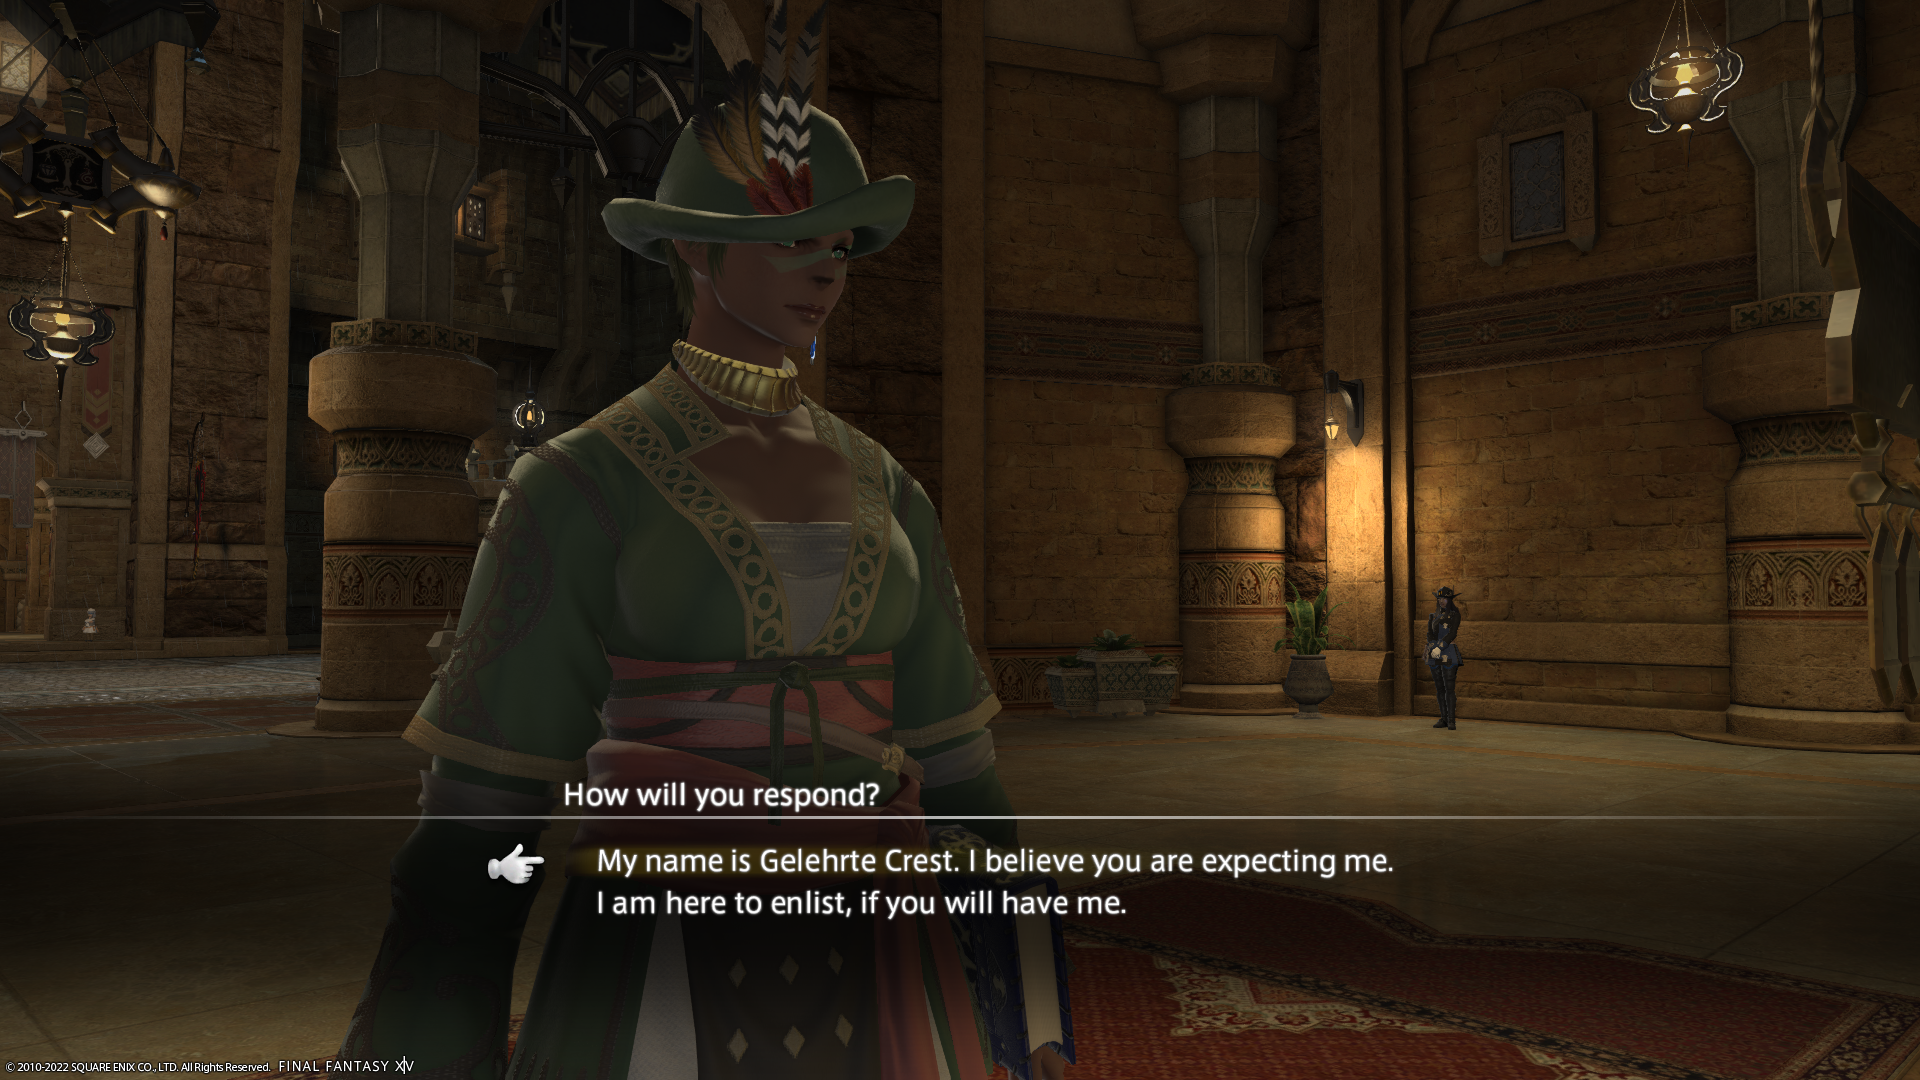 How will you respond?
My name is Gelehrte Crest. I believe you are expecting me.
I am here to enlist, if you will have me.
© 2010-2022 SQUARE ENIX CO., LTD. All Rights Reserved. FINAL FANTASY XIV